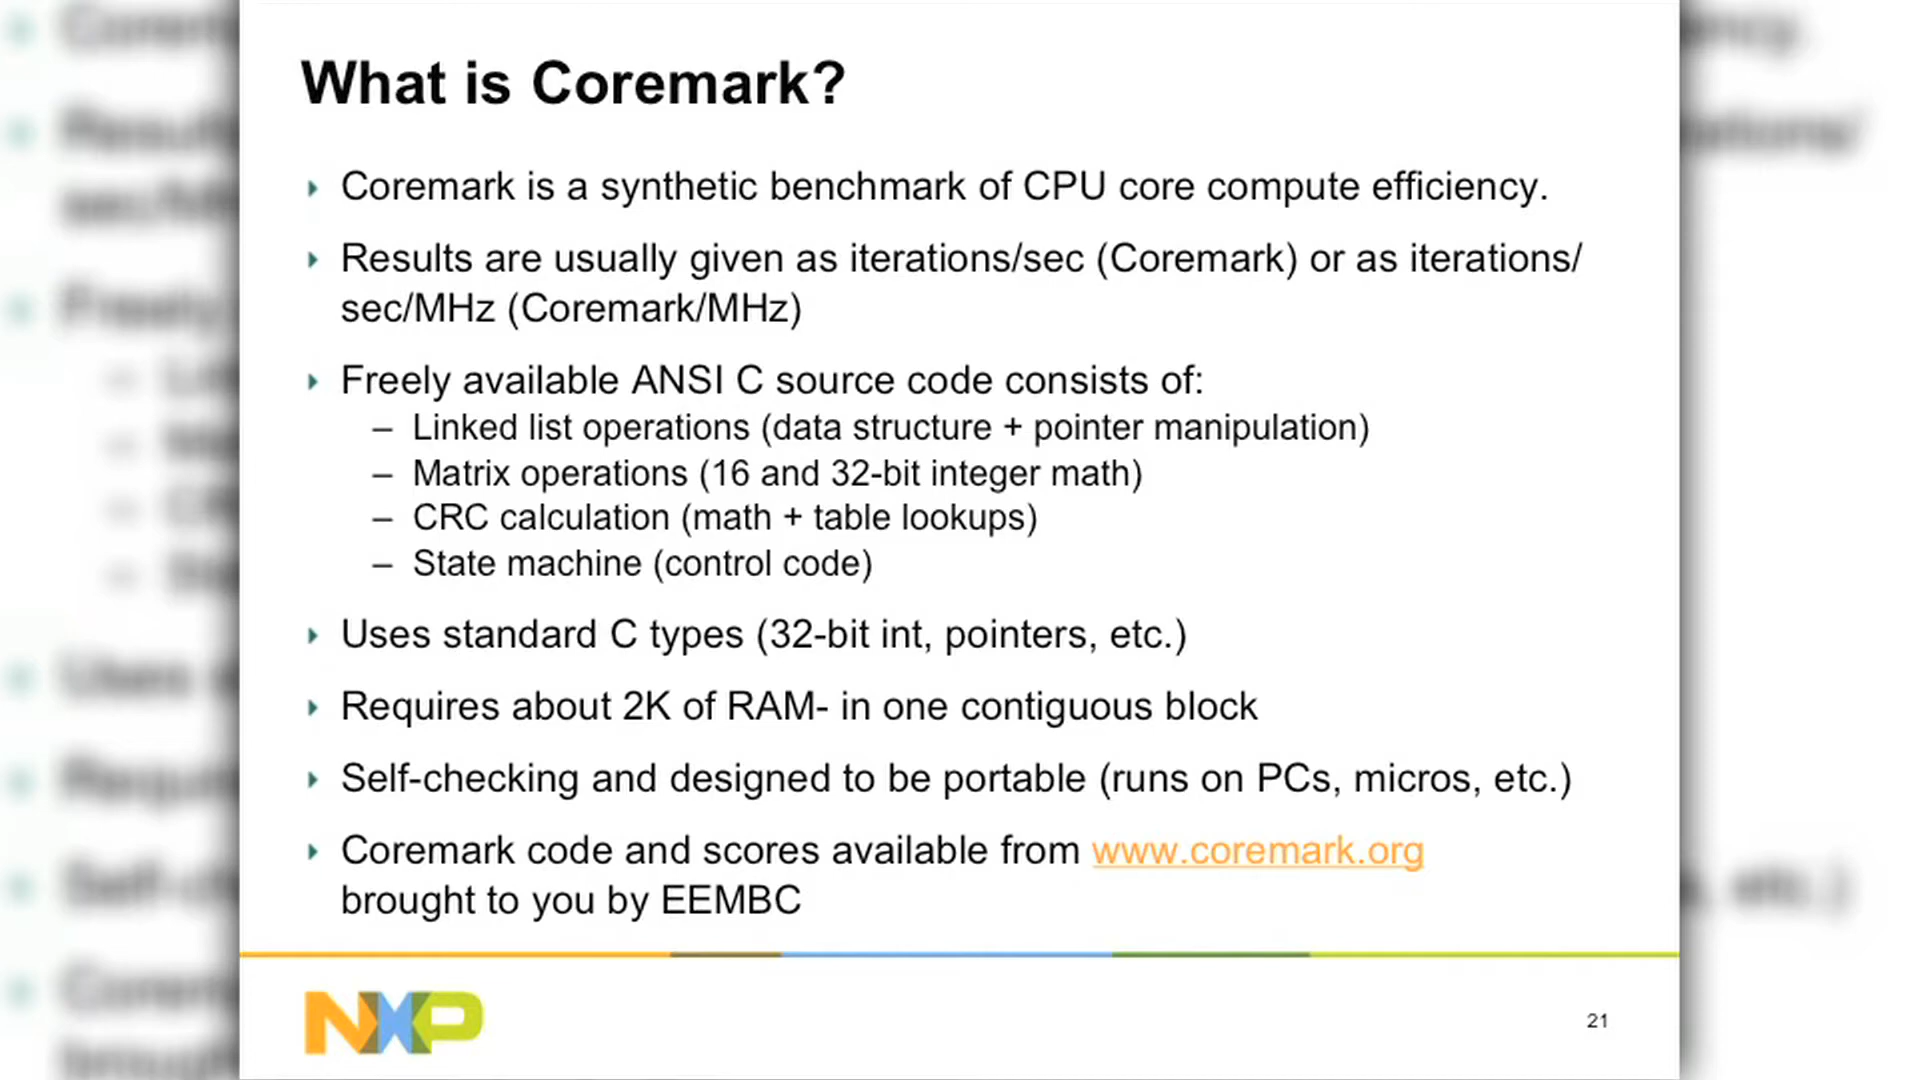 What is Coremark?
Coremark is a synthetic benchmark of CPU core compute efficiency.
Results are usually given as iterations/sec (Coremark) or as iterations/
sec/MHz (Coremark/MHz)
Freely available ANSI C source code consists of:
– Linked list operations (data structure + pointer manipulation)
– Matrix operations (16 and 32-bit integer math)
– CRC calculation (math + table lookups)
– State machine (control code)
Uses standard C types (32-bit int, pointers, etc.)
Requires about 2K of RAM- in one contiguous block
Self-checking and designed to be portable (runs on PCs, micros, etc.)
Coremark code and scores available from www.coremark.org
brought to you by EEMBC
NXP
21